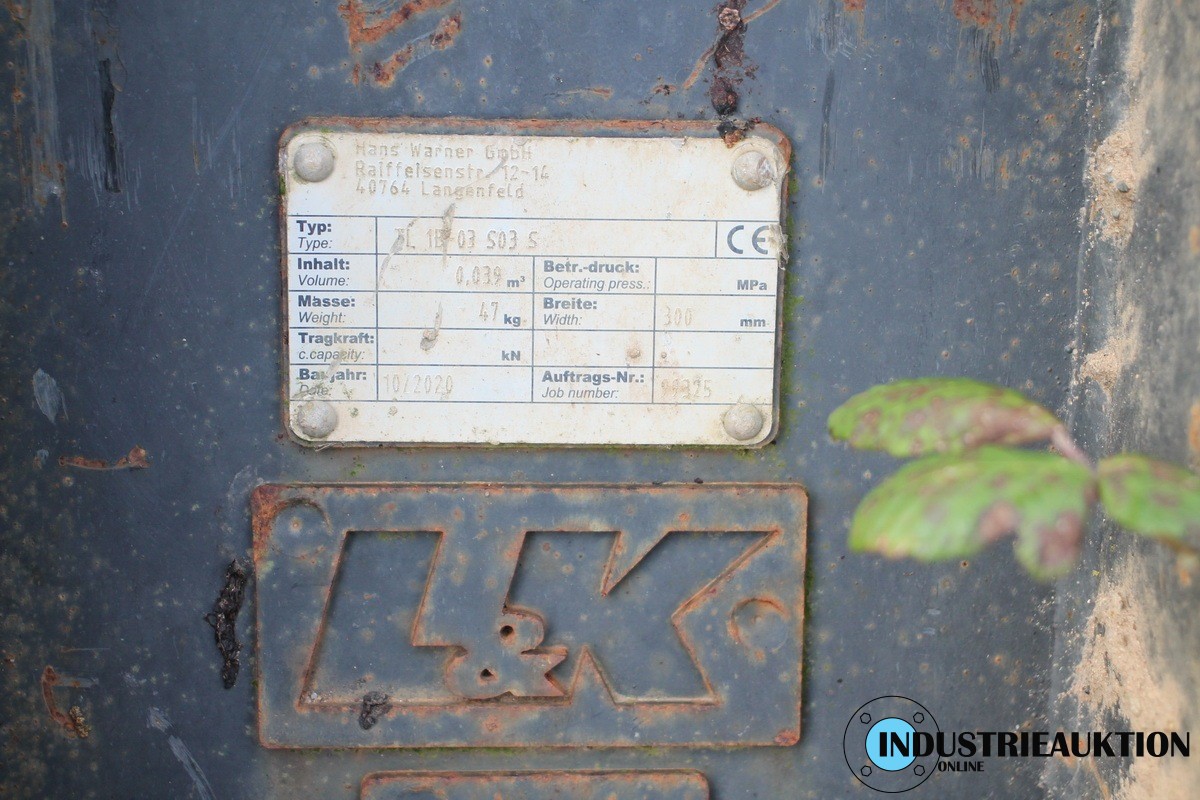 Hans Warner GmbH
Raiffeisenstr. 12-14
40764 Langenfeld
Typ: 03 S03 S CE
Type:
Inhalt: 0,039 m³ Betr.-druck: MPa
Volume: Operating press.:
Masse: 47 kg Breite: 300 mm
Weight: Width:
Tragkraft: kN
c.capacity:
Baujahr: 10/2020 Auftrags-Nr.:
Date: Job number:
L&K
INDUSTRIEAUKTION
ONLINE